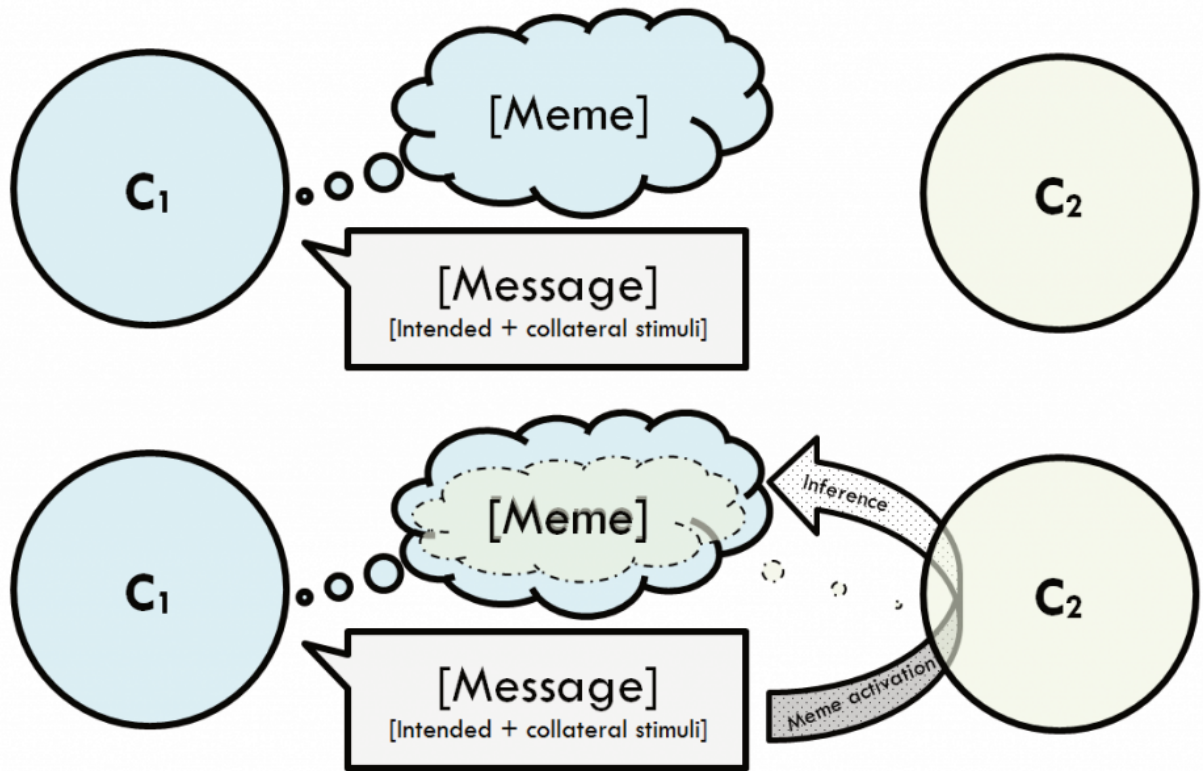 C₁
[Meme]
C₂
[Message]
[Intended + collateral stimuli]
C₁
[Meme]
Inference
C₂
[Message]
[Intended + collateral stimuli]
Meme activation